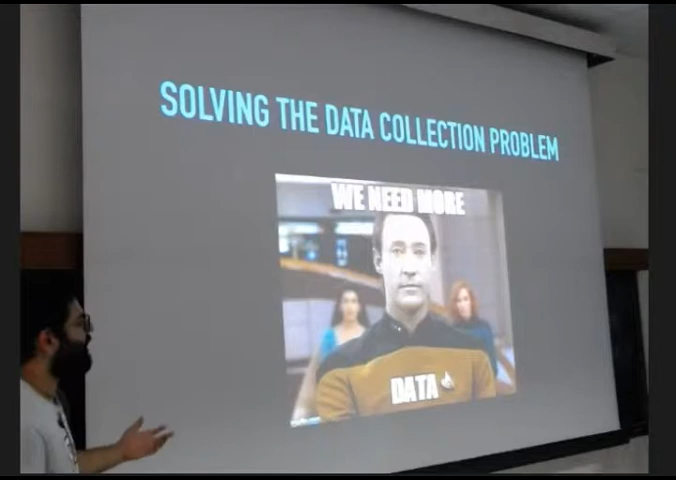 SOLVING THE DATA COLLECTION PROBLEM
WE NEED MORE
DATA